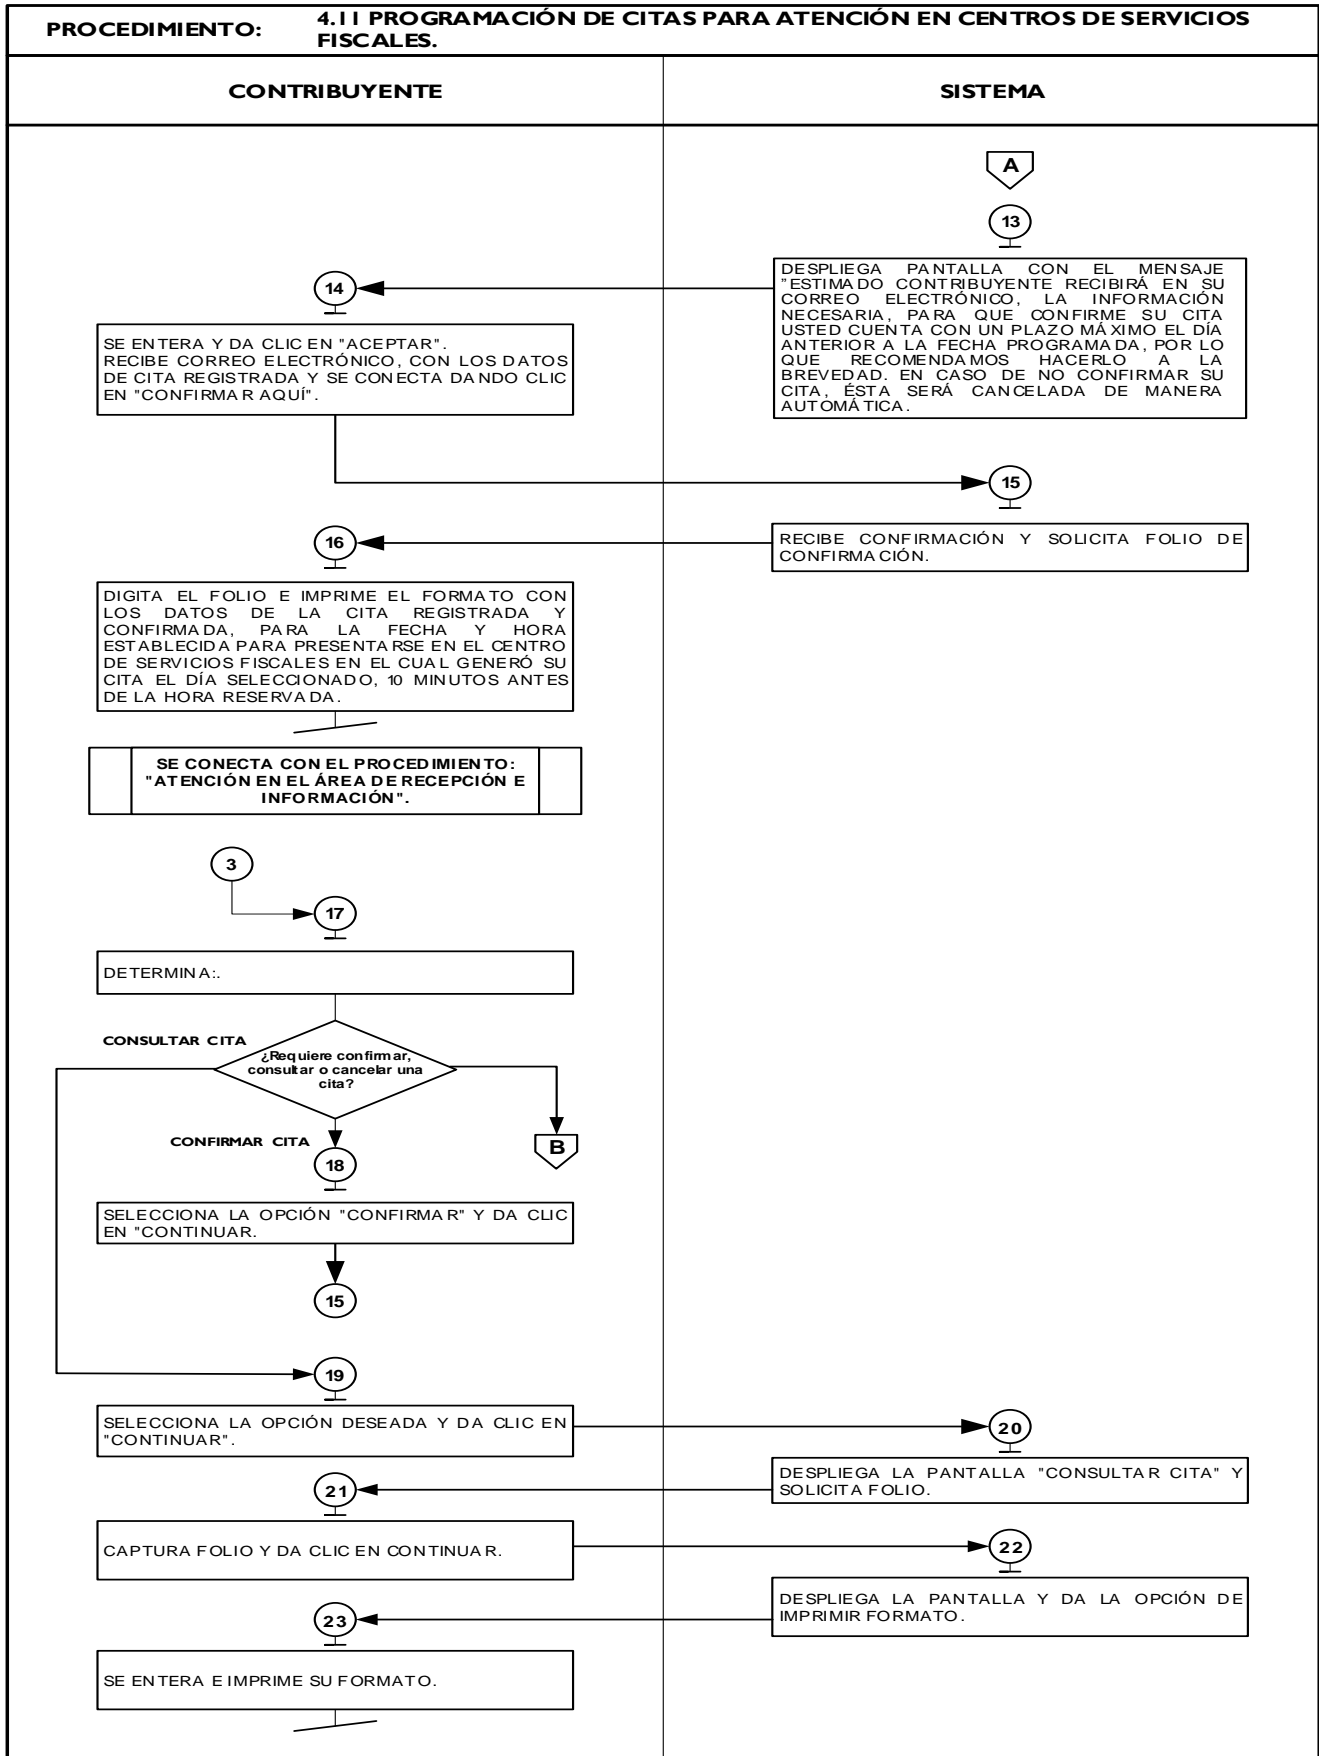 PROCEDIMIENTO:
4.11 PROGRAMACIÓN DE CITAS PARA ATENCIÓN EN CENTROS DE SERVICIOS
FISCALES.
CONTRIBUYENTE
SISTEMA
A
13
DESPLIEGA PANTALLA CON EL MENSAJE
"ESTIMADO CONTRIBUYENTE RECIBIRÁ EN SU
CORREO ELECTRÓNICO, LA INFORMACIÓN
NECESARIA, PARA QUE CONFIRME SU CITA
USTED CUENTA CON UN PLAZO MÁXIMO EL DÍA
ANTERIOR A LA FECHA PROGRAMADA, POR LO
QUE RECOMENDAMOS HACERLO A LA
BREVEDAD. EN CASO DE NO CONFIRMAR SU
CITA, ÉSTA SERÁ CANCELADA DE MANERA
AUTOMÁTICA.
14
SE ENTERA Y DA CLIC EN "ACEPTAR".
RECIBE CORREO ELECTRÓNICO, CON LOS DATOS
DE CITA REGISTRADA Y SE CONECTA DANDO CLIC
EN "CONFIRMAR AQUÍ".
15
RECIBE CONFIRMACIÓN Y SOLICITA FOLIO DE
CONFIRMACIÓN.
16
DIGITA EL FOLIO E IMPRIME EL FORMATO CON
LOS DATOS DE LA CITA REGISTRADA Y
CONFIRMADA, PARA LA FECHA Y HORA
ESTABLECIDA PARA PRESENTARSE EN EL CENTRO
DE SERVICIOS FISCALES EN EL CUAL GENERÓ SU
CITA EL DÍA SELECCIONADO, 10 MINUTOS ANTES
DE LA HORA RESERVADA.
SE CONECTA CON EL PROCEDIMIENTO:
"ATENCIÓN EN EL ÁREA DE RECEPCIÓN E
INFORMACIÓN".
3
17
DETERMINA:.
CONSULTAR CITA
¿Requiere confirmar,
consultar o cancelar una
cita?
CONFIRMAR CITA
B
18
SELECCIONA LA OPCIÓN "CONFIRMAR" Y DA CLIC
EN "CONTINUAR.
15
19
SELECCIONA LA OPCIÓN DESEADA Y DA CLIC EN
"CONTINUAR".
20
DESPLIEGA LA PANTALLA "CONSULTAR CITA" Y
SOLICITA FOLIO.
21
CAPTURA FOLIO Y DA CLIC EN CONTINUAR.
22
DESPLIEGA LA PANTALLA Y DA LA OPCIÓN DE
IMPRIMIR FORMATO.
23
SE ENTERA E IMPRIME SU FORMATO.